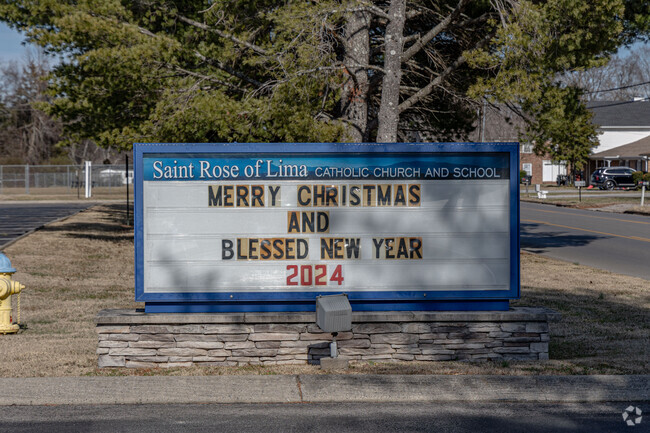 Saint Rose of Lima CATHOLIC CHURCH AND SCHOOL
MERRY CHRISTMAS
AND
BLESSED NEW YEAR
2024